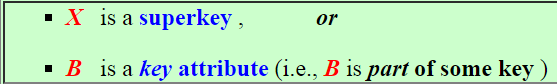 ▪ X is a superkey , or
▪ B is a key attribute (i.e., B is part of some key )